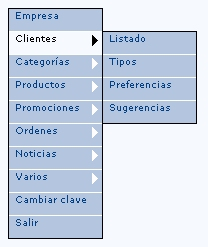 Empresa
Clientes
Listado
Categorías
Tipos
Productos
Preferencias
Promociones
Sugerencias
Ordenes
Noticias
Varios
Cambiar clave
Salir